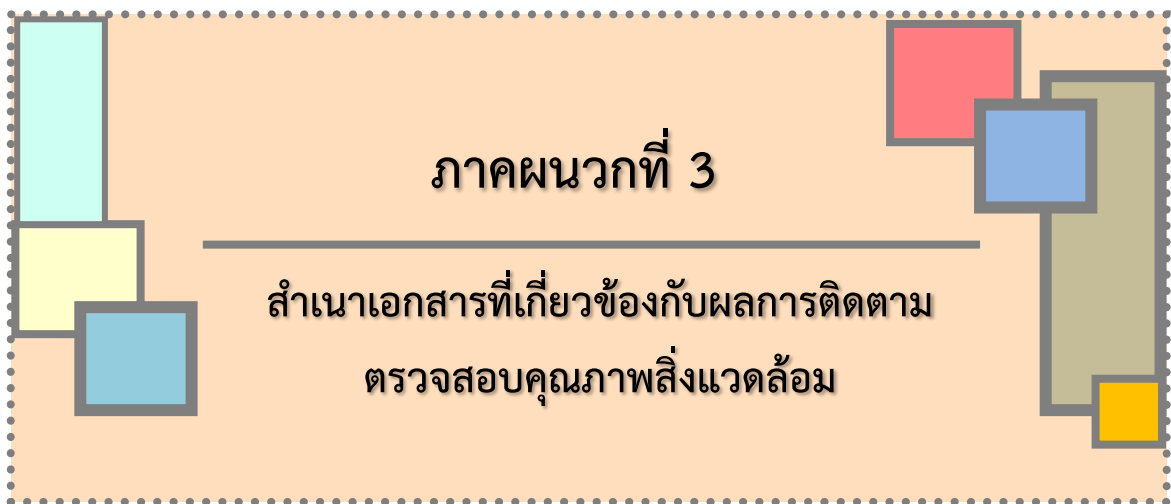 ภาคผนวกที่ 3
สำเนาเอกสารที่เกี่ยวข้องกับผลการติดตาม
ตรวจสอบคุณภาพสิ่งแวดล้อม